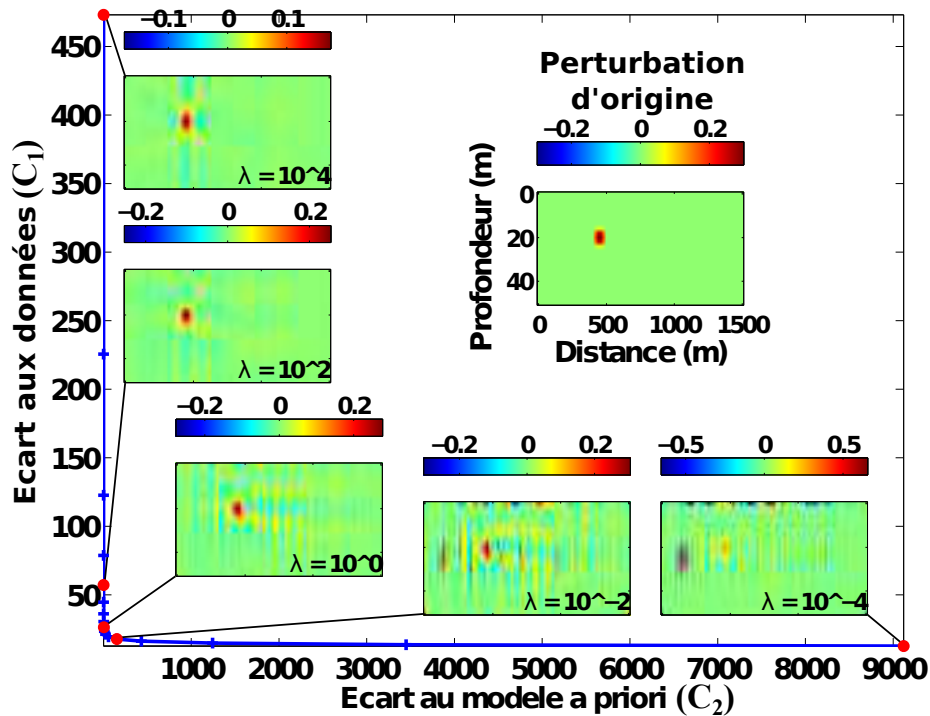 Ecart aux données (C1)
450
400
350
300
250
200
150
100
50
−0.1 0 0.1
λ = 10^4
−0.2 0 0.2
λ = 10^2
−0.2 0 0.2
λ = 10^0
−0.2 0 0.2
λ = 10^−2
−0.5 0 0.5
λ = 10^−4
Perturbation
d'origine
−0.2 0 0.2
Profondeur (m)
0
20
40
0 500 1000 1500
Distance (m)
1000 2000 3000 4000 5000 6000 7000 8000 9000
Ecart au modele a priori (C2)